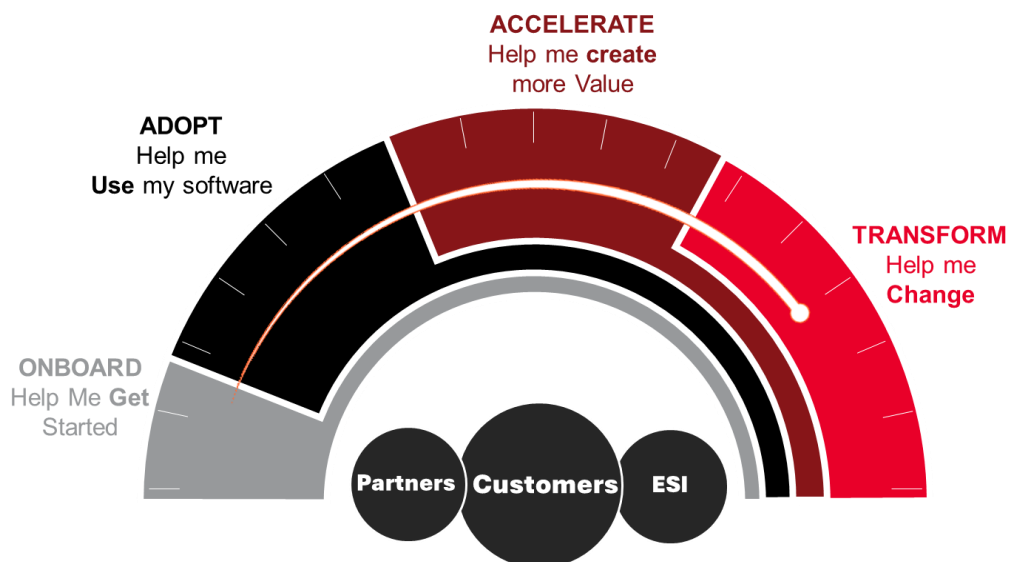 ACCELERATE
Help me create
more Value
ADOPT
Help me
Use my software
TRANSFORM
Help me
Change
ONBOARD
Help Me Get
Started
Partners
Customers
ESI